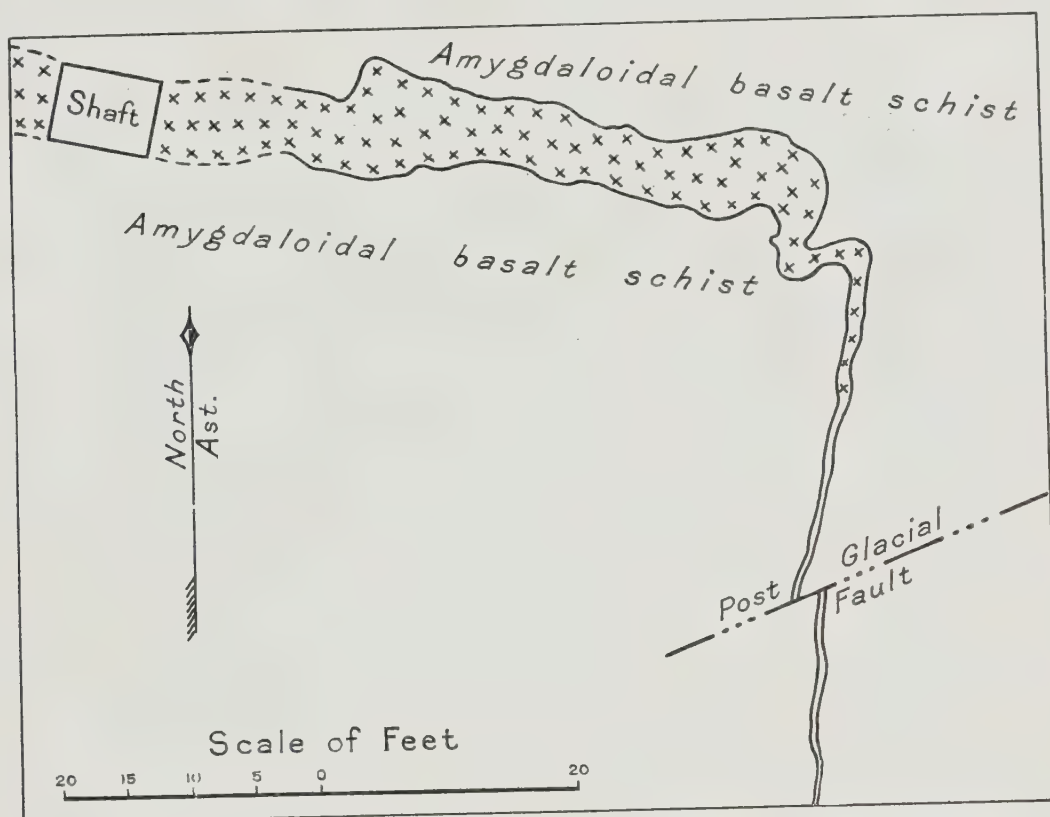 Amygdaloidal basalt schist
Shaft
Amygdaloidal basalt schist
North
Ast.
Post Glacial
Fault
Scale of Feet
20 15 10 5 0 20